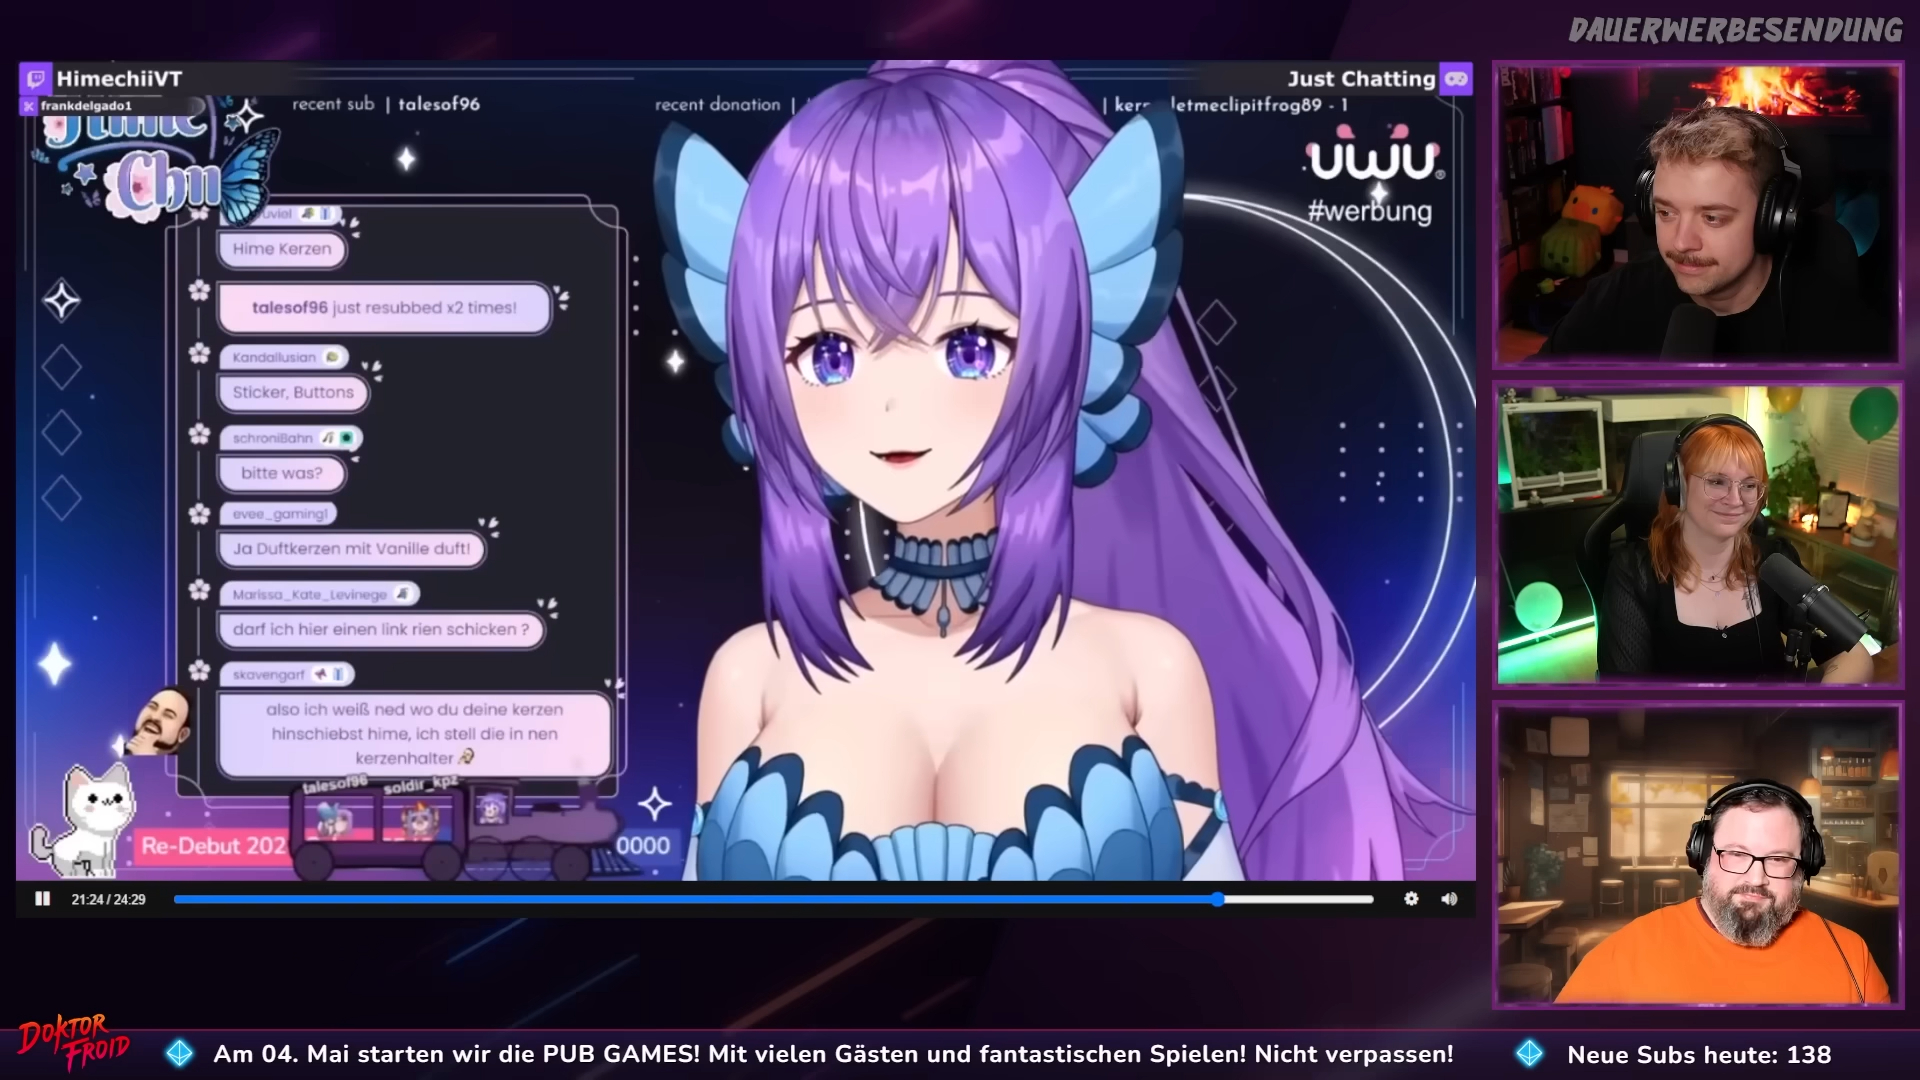 DAUERWERBESENDUNG
HimechiiVT
Just Chatting
frankdelgado1
recent sub | talesof96
recent donation |
letmeclipitfrog89 - 1
Hime
Chu
UWU
#werbung
Hime Kerzen
talesof96 just resubbed x2 times!
Kandallusian
Sticker, Buttons
schroniBahn
bitte was?
evee_gaming1
Ja Duftkerzen mit Vanille duft!
Marissa_Kate_Levinege
darf ich hier einen link rien schicken ?
skavengarf
also ich weiß ned wo du deine kerzen
hinschiebst hime, ich stell die in nen
kerzenhalter
talesof96
soldir_kpz
Re-Debut 202
0000
21:24 / 24:29
DOKTOR
FROID
Am 04. Mai starten wir die PUB GAMES! Mit vielen Gästen und fantastischen Spielen! Nicht verpassen!
Neue Subs heute: 138